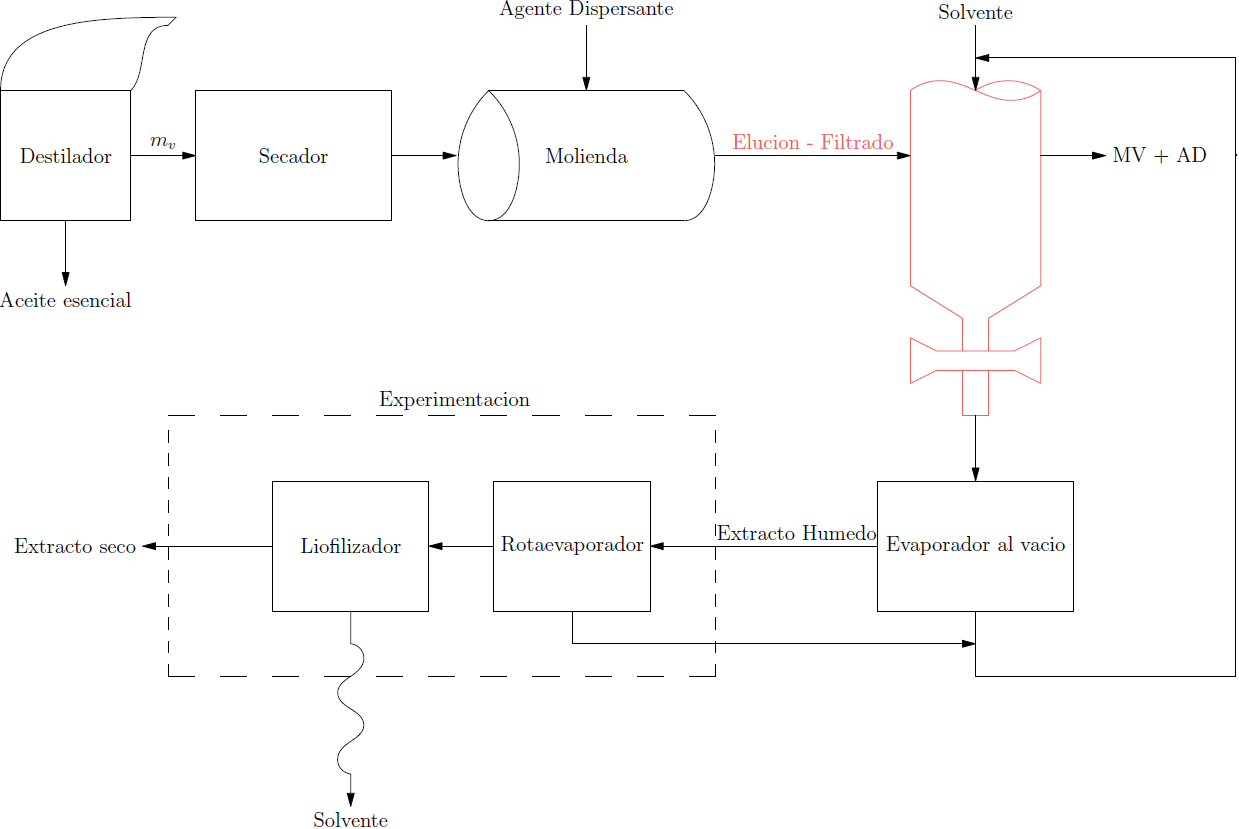 Agente Dispersante
Solvente
Destilador
m_v
Secador
Molienda
Elucion - Filtrado
MV + AD
Aceite esencial
Experimentacion
Extracto seco
Liofilizador
Rotaevaporador
Extracto Humedo
Evaporador al vacio
Solvente